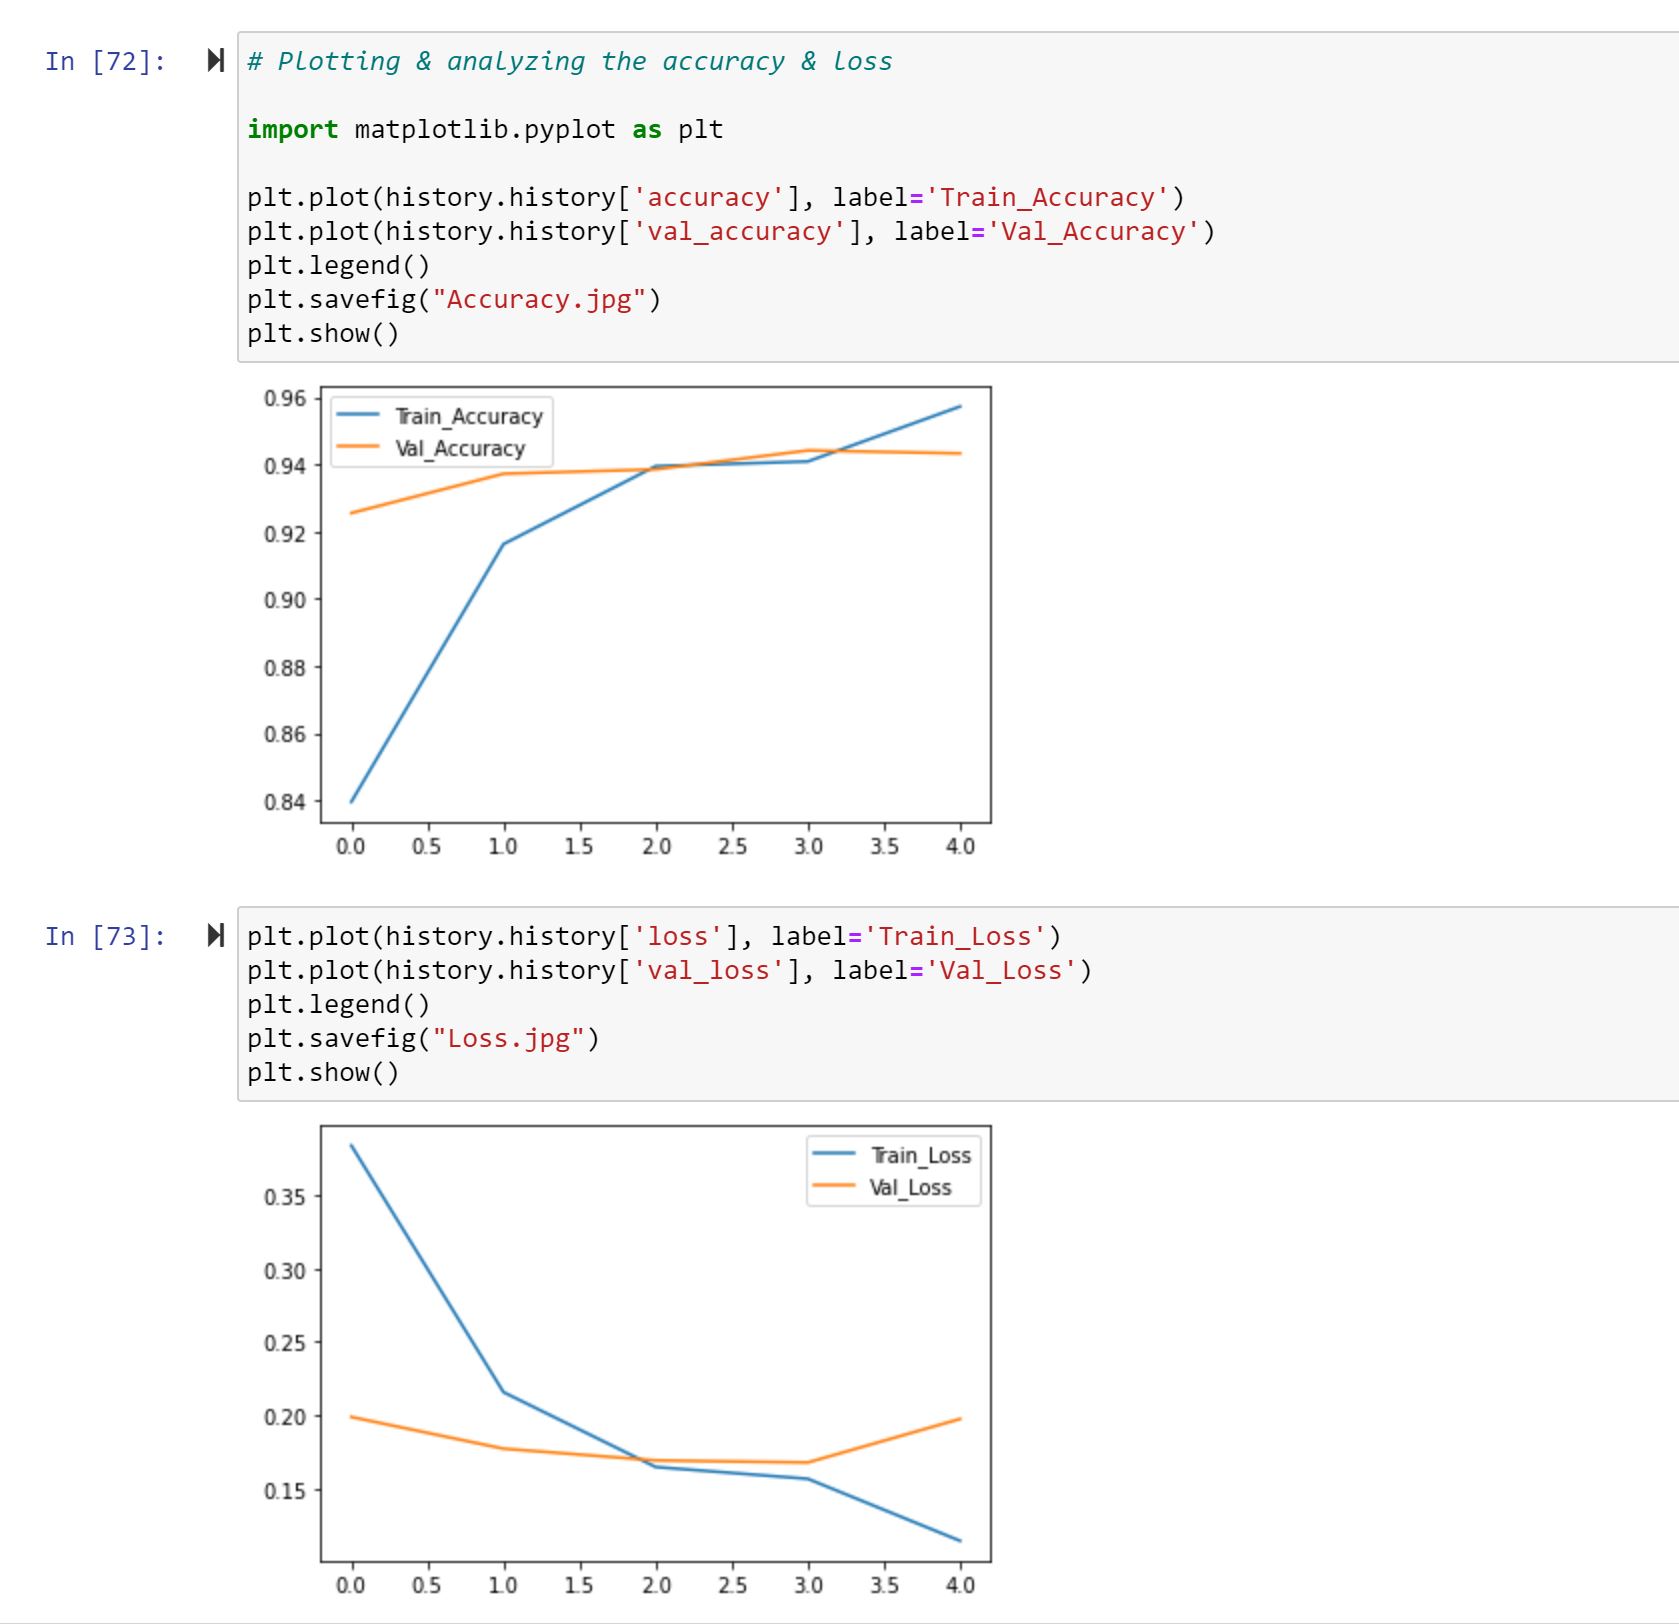 In [72]:
# Plotting & analyzing the accuracy & loss
import matplotlib.pyplot as plt
plt.plot(history.history['accuracy'], label='Train_Accuracy')
plt.plot(history.history['val_accuracy'], label='Val_Accuracy')
plt.legend()
plt.savefig("Accuracy.jpg")
plt.show()
Train_Accuracy
Val_Accuracy
0.96
0.94
0.92
0.90
0.88
0.86
0.84
0.0 0.5 1.0 1.5 2.0 2.5 3.0 3.5 4.0
In [73]:
plt.plot(history.history['loss'], label='Train_Loss')
plt.plot(history.history['val_loss'], label='Val_Loss')
plt.legend()
plt.savefig("Loss.jpg")
plt.show()
Train_Loss
Val_Loss
0.35
0.30
0.25
0.20
0.15
0.0 0.5 1.0 1.5 2.0 2.5 3.0 3.5 4.0